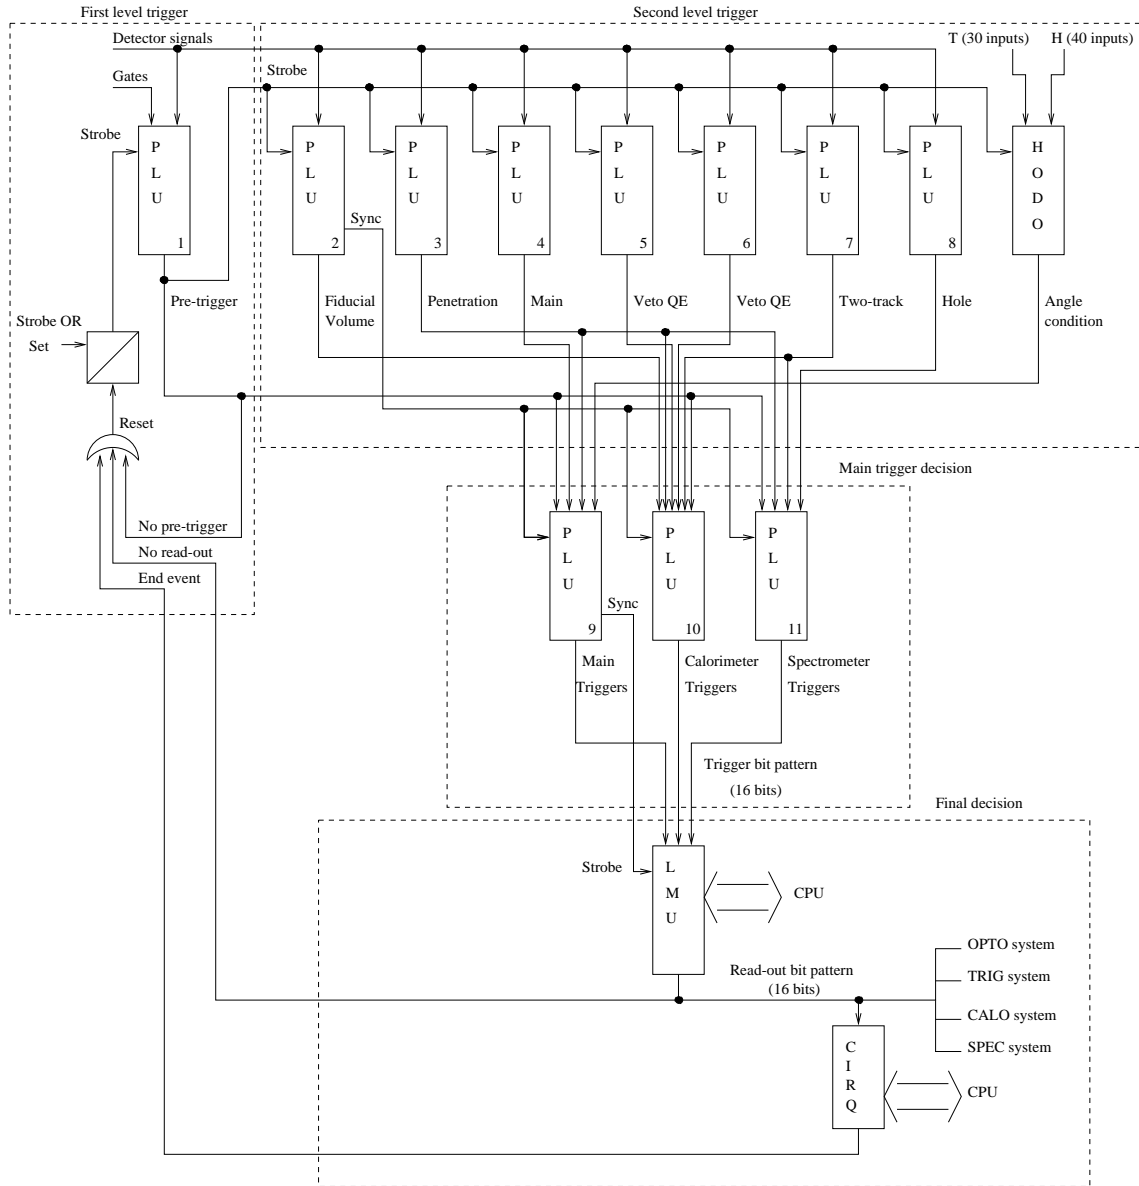 First level trigger
Second level trigger
Detector signals
T (30 inputs)
H (40 inputs)
Gates
Strobe
Strobe
P
L
U
1
P
L
U
2
P
L
U
3
P
L
U
4
P
L
U
5
P
L
U
6
P
L
U
7
P
L
U
8
H
O
D
O
Sync
Pre-trigger
Fiducial
Volume
Penetration
Main
Veto QE
Veto QE
Two-track
Hole
Angle
condition
Strobe OR
Set
Reset
Main trigger decision
No pre-trigger
No read-out
End event
P
L
U
9
P
L
U
10
P
L
U
11
Sync
Main
Triggers
Calorimeter
Triggers
Spectrometer
Triggers
Trigger bit pattern
(16 bits)
Final decision
Strobe
L
M
U
CPU
Read-out bit pattern
(16 bits)
OPTO system
TRIG system
CALO system
SPEC system
C
I
R
Q
CPU